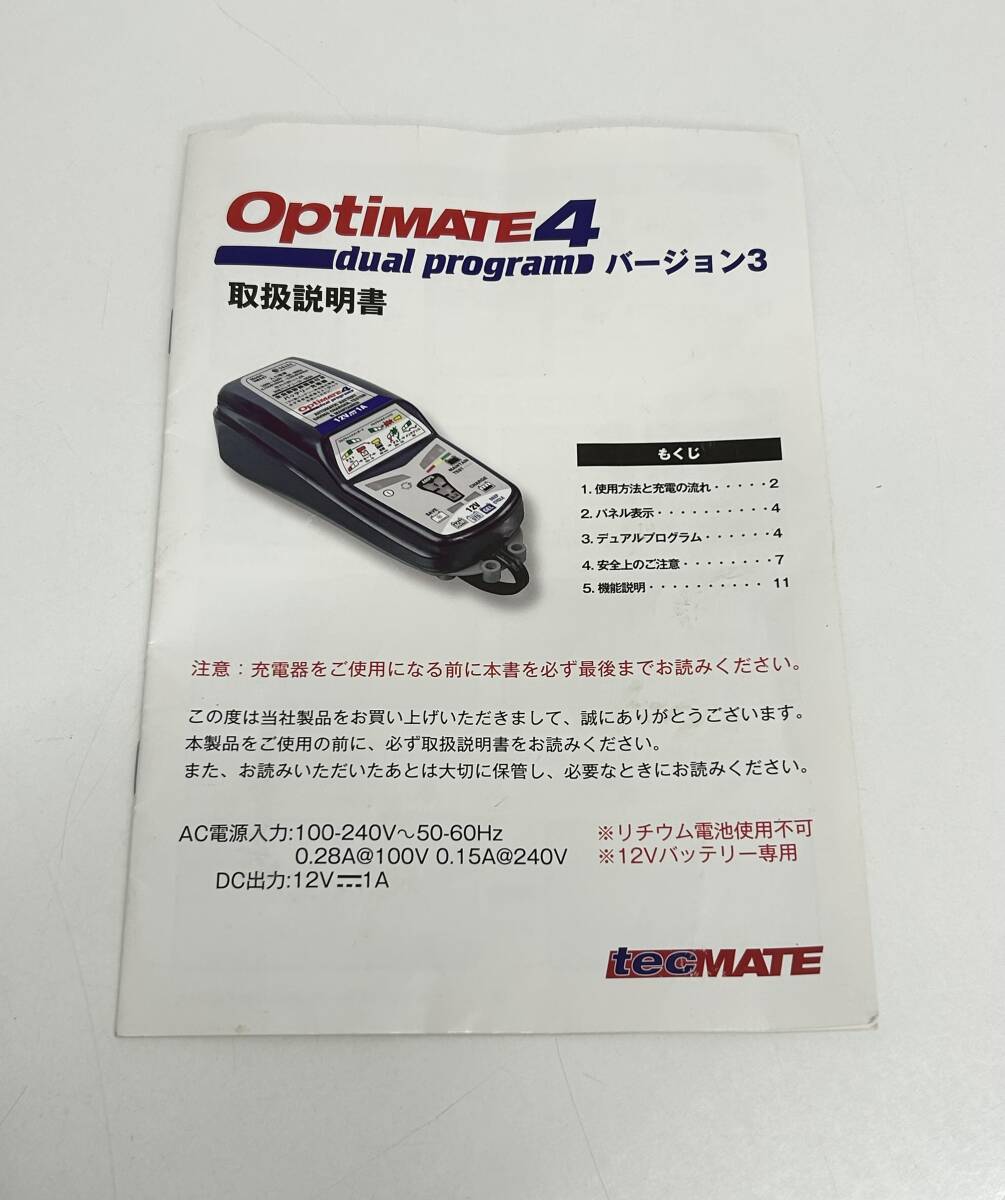 OptiMATE4
dual program バージョン3
取扱説明書
OptiMATE4
dual program
12V⎓1A
MAINTAIN
TEST
CHARGE
SAVE
12V
もくじ
1. 使用方法と充電の流れ・・・・・2
2. パネル表示・・・・・・・・・・4
3. デュアルプログラム・・・・・・4
4. 安全上のご注意・・・・・・・・7
5. 機能説明・・・・・・・・・・11
注意：充電器をご使用になる前に本書を必ず最後までお読みください。
この度は当社製品をお買い上げいただきまして、誠にありがとうございます。
本製品をご使用の前に、必ず取扱説明書をお読みください。
また、お読みいただいたあとは大切に保管し、必要なときにお読みください。
AC電源入力:100-240V～50-60Hz
0.28A@100V 0.15A@240V
DC出力:12V⎓1A
※リチウム電池使用不可
※12Vバッテリー専用
tecMATE